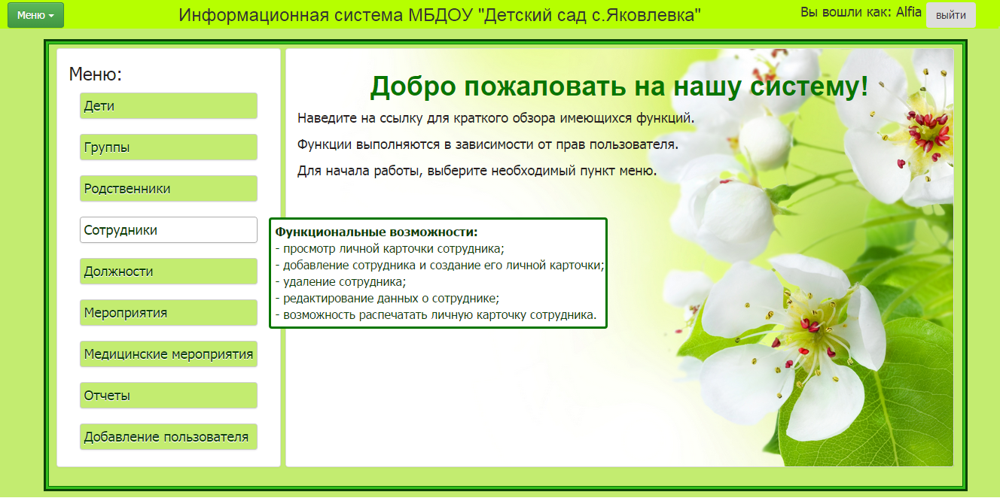 Меню
Информационная система МБДОУ "Детский сад с.Яковлевка"
Вы вошли как: Alfia
выйти
Меню:
Дети
Группы
Родственники
Сотрудники
Должности
Мероприятия
Медицинские мероприятия
Отчеты
Добавление пользователя
Добро пожаловать на нашу систему!
Наведите на ссылку для краткого обзора имеющихся функций.
Функции выполняются в зависимости от прав пользователя.
Для начала работы, выберите необходимый пункт меню.
Функциональные возможности:
- просмотр личной карточки сотрудника;
- добавление сотрудника и создание его личной карточки;
- удаление сотрудника;
- редактирование данных о сотруднике;
- возможность распечатать личную карточку сотрудника.